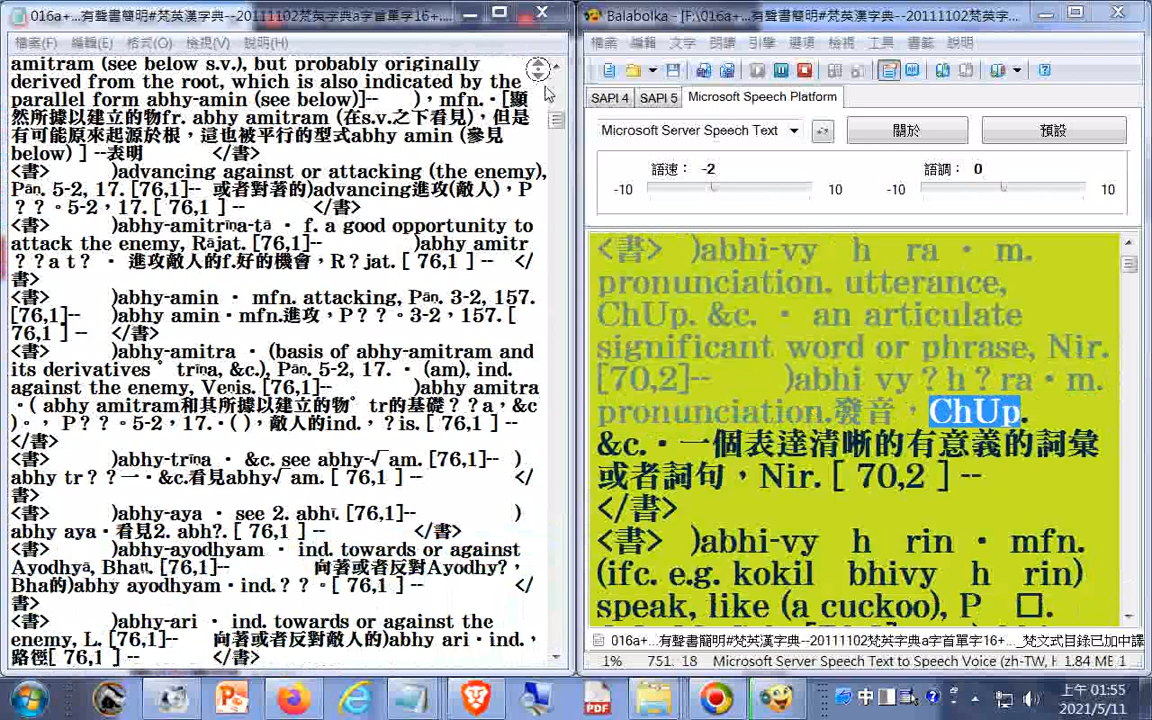 016a+...有聲書簡明#梵英漢字典--20111102梵英字典a字首單字16+...
檔案(F) 編輯(E) 格式(O) 檢視(V) 說明(H)
amitram (see below s.v.), but probably originally
derived from the root, which is also indicated by the
parallel form abhy-amin (see below)]-- )，mfn.‧[顯
然所據以建立的物fr. abhy amitram (在s.v.之下看見)，但是
有可能原來起源於根，這也被平行的型式abhy amin (參見
below) ] --表明 </書>
<書> )advancing against or attacking (the enemy),
Pāṇ. 5-2, 17. [76,1]-- 或者對著的)advancing進攻(敵人)，P
？？。5-2，17. [ 76,1 ] -- </書>
<書> )abhy-amitrīṇa-tā ‧ f. a good opportunity to
attack the enemy, Rājat. [76,1]-- )abhy amitr
？？a t？ ‧ 進攻敵人的f.好的機會，R？jat. [ 76,1 ] -- </
書>
<書> )abhy-amin ‧ mfn. attacking, Pāṇ. 3-2, 157.
[76,1]-- )abhy amin‧mfn.進攻，P？？。3-2，157. [
76,1 ] -- </書>
<書> )abhy-amitra ‧ (basis of abhy-amitram and
its derivatives ° trīṇa, &c.), Pāṇ. 5-2, 17. ‧ (am), ind.
against the enemy, Veṇis. [76,1]-- )abhy amitra
‧( abhy amitram和其所據以建立的物° tr的基礎？？a，&c
)。， P？？。5-2，17.‧( )，敵人的ind.，？is. [ 76,1 ] --
</書>
<書> )abhy-trīṇa ‧ &c. see abhy-√am. [76,1]-- )
abhy tr？？一‧&c.看見abhy√ am. [ 76,1 ] -- </
書>
<書> )abhy-aya ‧ see 2. abhī. [76,1]-- )
abhy aya‧看見2. abh?. [ 76,1 ] -- </書>
<書> )abhy-ayodhyam ‧ ind. towards or against
Ayodhyā, Bhaṭṭ. [76,1]-- 向著或者反對Ayodhy?，
Bha的)abhy ayodhyam‧ind.？？。[ 76,1 ] -- </
書>
<書> )abhy-ari ‧ ind. towards or against the
enemy, L. [76,1]-- 向著或者反對敵人的)abhy ari‧ind.，
路徑[ 76,1 ] -- </書>
Balabolka - [F:\016a+...有聲書簡明#梵英漢字典--20111102梵英字...
檔案 編輯 文字 朗讀 引擎 選項 檢視 工具 書籤 說明
SAPI 4 SAPI 5 Microsoft Speech Platform
Microsoft Server Speech Text 關於 預設
語速： -2 語調： 0
-10 10 -10 10
<書> )abhi-vy h ra ‧ m.
pronunciation. utterance,
ChUp. &c. ‧ an articulate
significant word or phrase, Nir.
[70,2]-- )abhi vy？h？ra‧m.
pronunciation.發音，ChUp.
&c.‧一個表達清晰的有意義的詞彙
或者詞句，Nir. [ 70,2 ] --
</書>
<書> )abhi-vy h rin ‧ mfn.
(ifc. e.g. kokil bhivy h rin)
speak, like (a cuckoo), P □.
016a+...有聲書簡明#梵英漢字典--20111102梵英字典a字首單字16+..._梵文式目錄已加中譯
1% 751: 18 Microsoft Server Speech Text to Speech Voice (zh-TW, H 1.84 ME 1
中
上午 01:55
2021/5/11